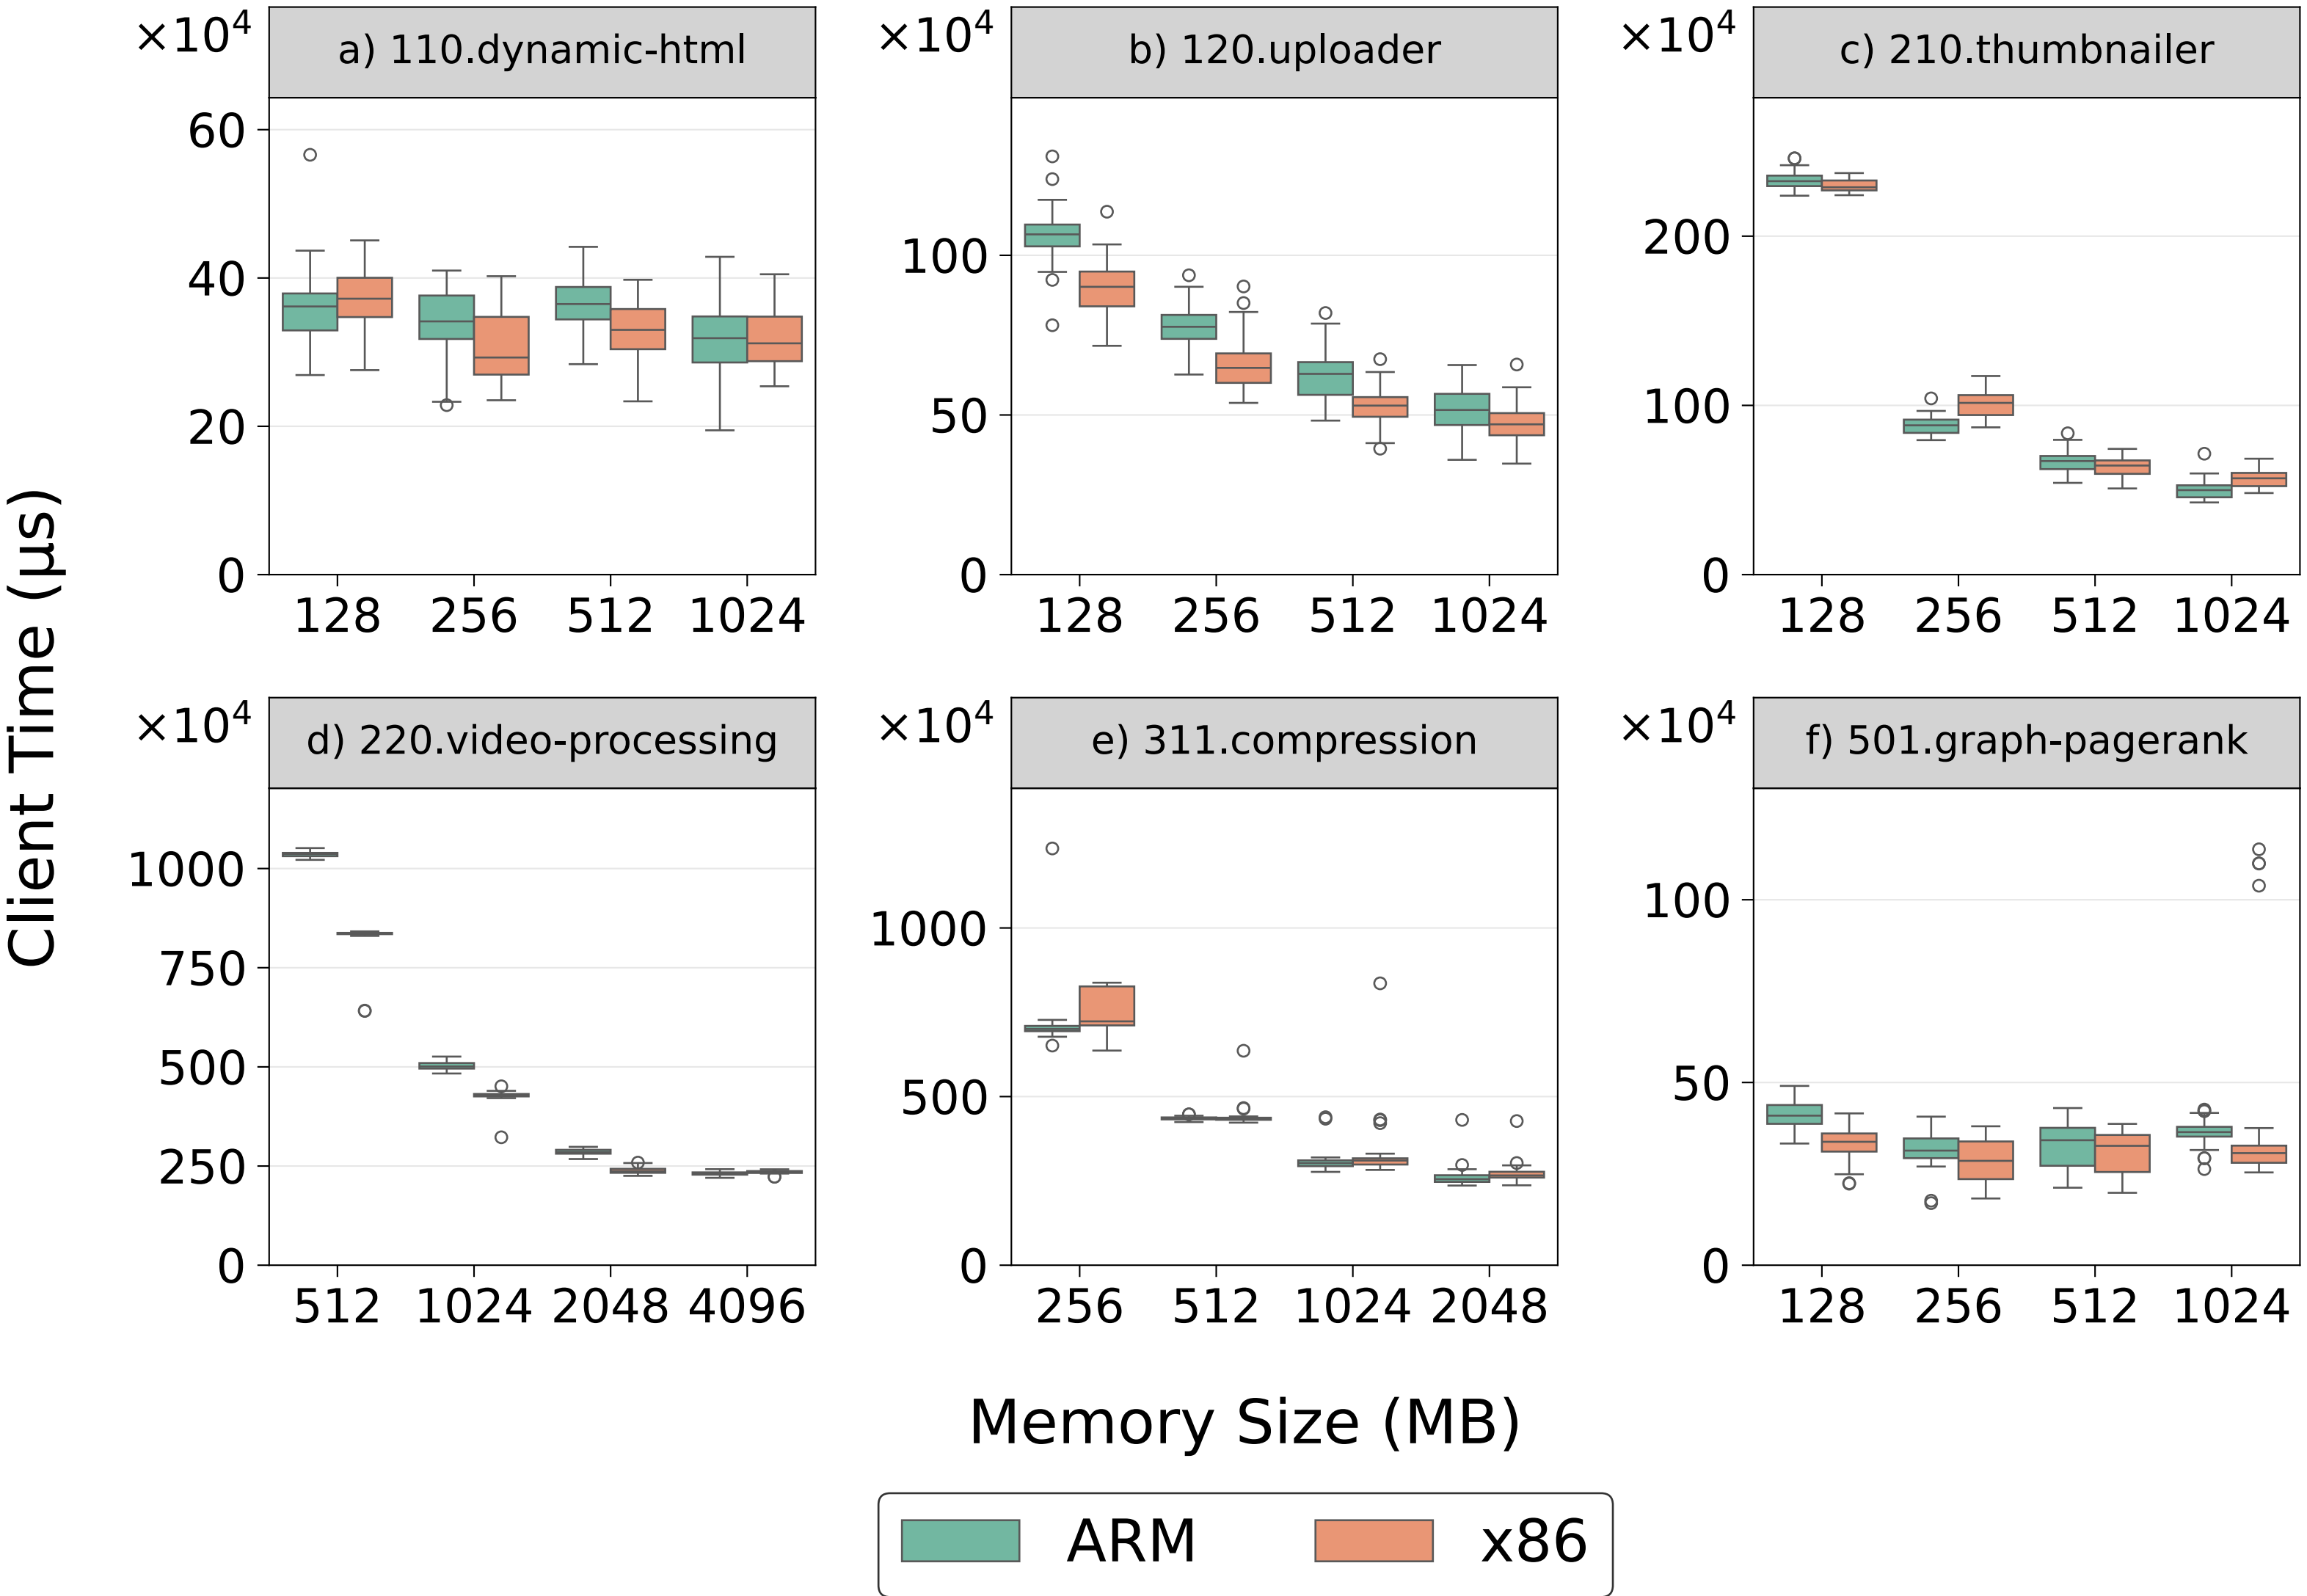 ×10⁴
a) 110.dynamic-html
60
40
20
0
128 256 512 1024
×10⁴
b) 120.uploader
100
50
0
128 256 512 1024
×10⁴
c) 210.thumbnailer
200
100
0
128 256 512 1024
Client Time (µs)
×10⁴
d) 220.video-processing
1000
750
500
250
0
512 1024 2048 4096
×10⁴
e) 311.compression
1000
500
0
256 512 1024 2048
×10⁴
f) 501.graph-pagerank
100
50
0
128 256 512 1024
Memory Size (MB)
ARM x86